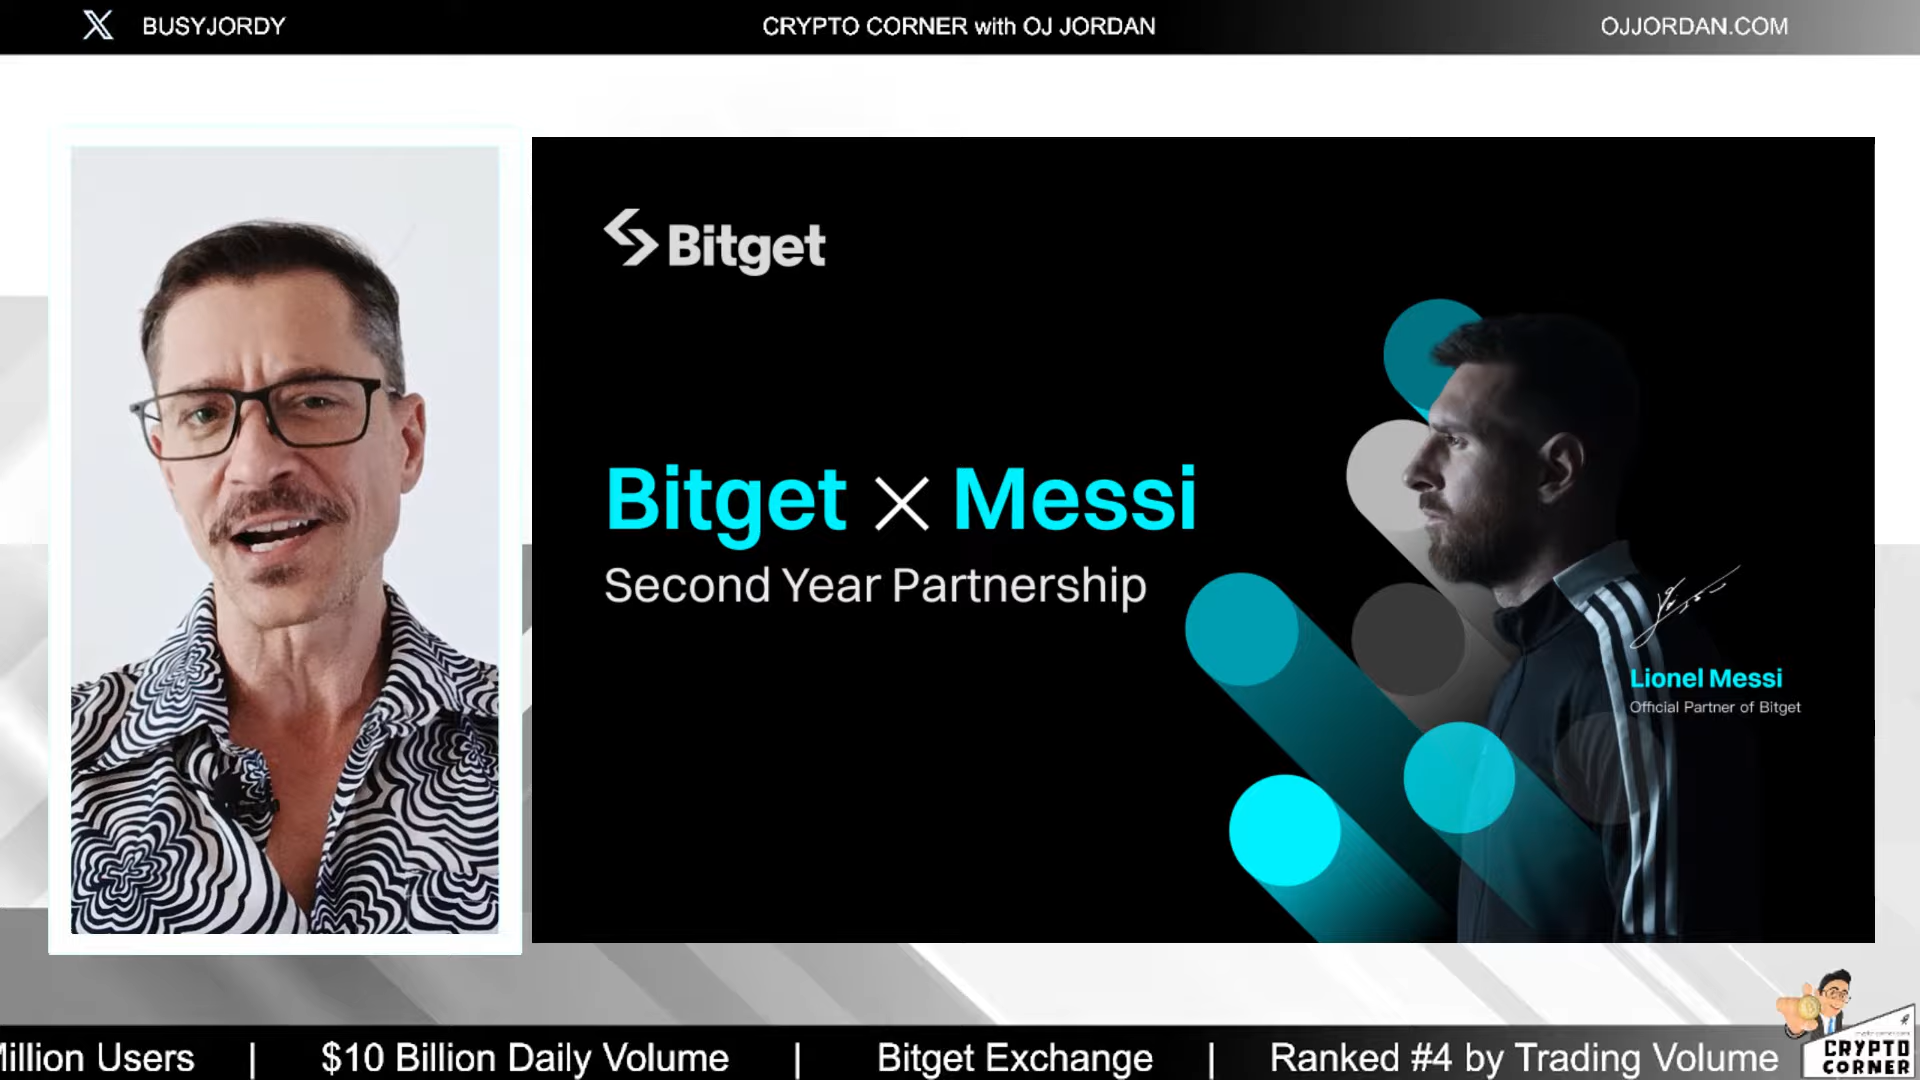 X BUSYJORDY
CRYPTO CORNER with OJ JORDAN
OJJORDAN.COM
Bitget
Bitget × Messi
Second Year Partnership
Lionel Messi
Official Partner of Bitget
Users | $10 Billion Daily Volume | Bitget Exchange | Ranked #4 by Trading Volume
CRYPTO
CORNER